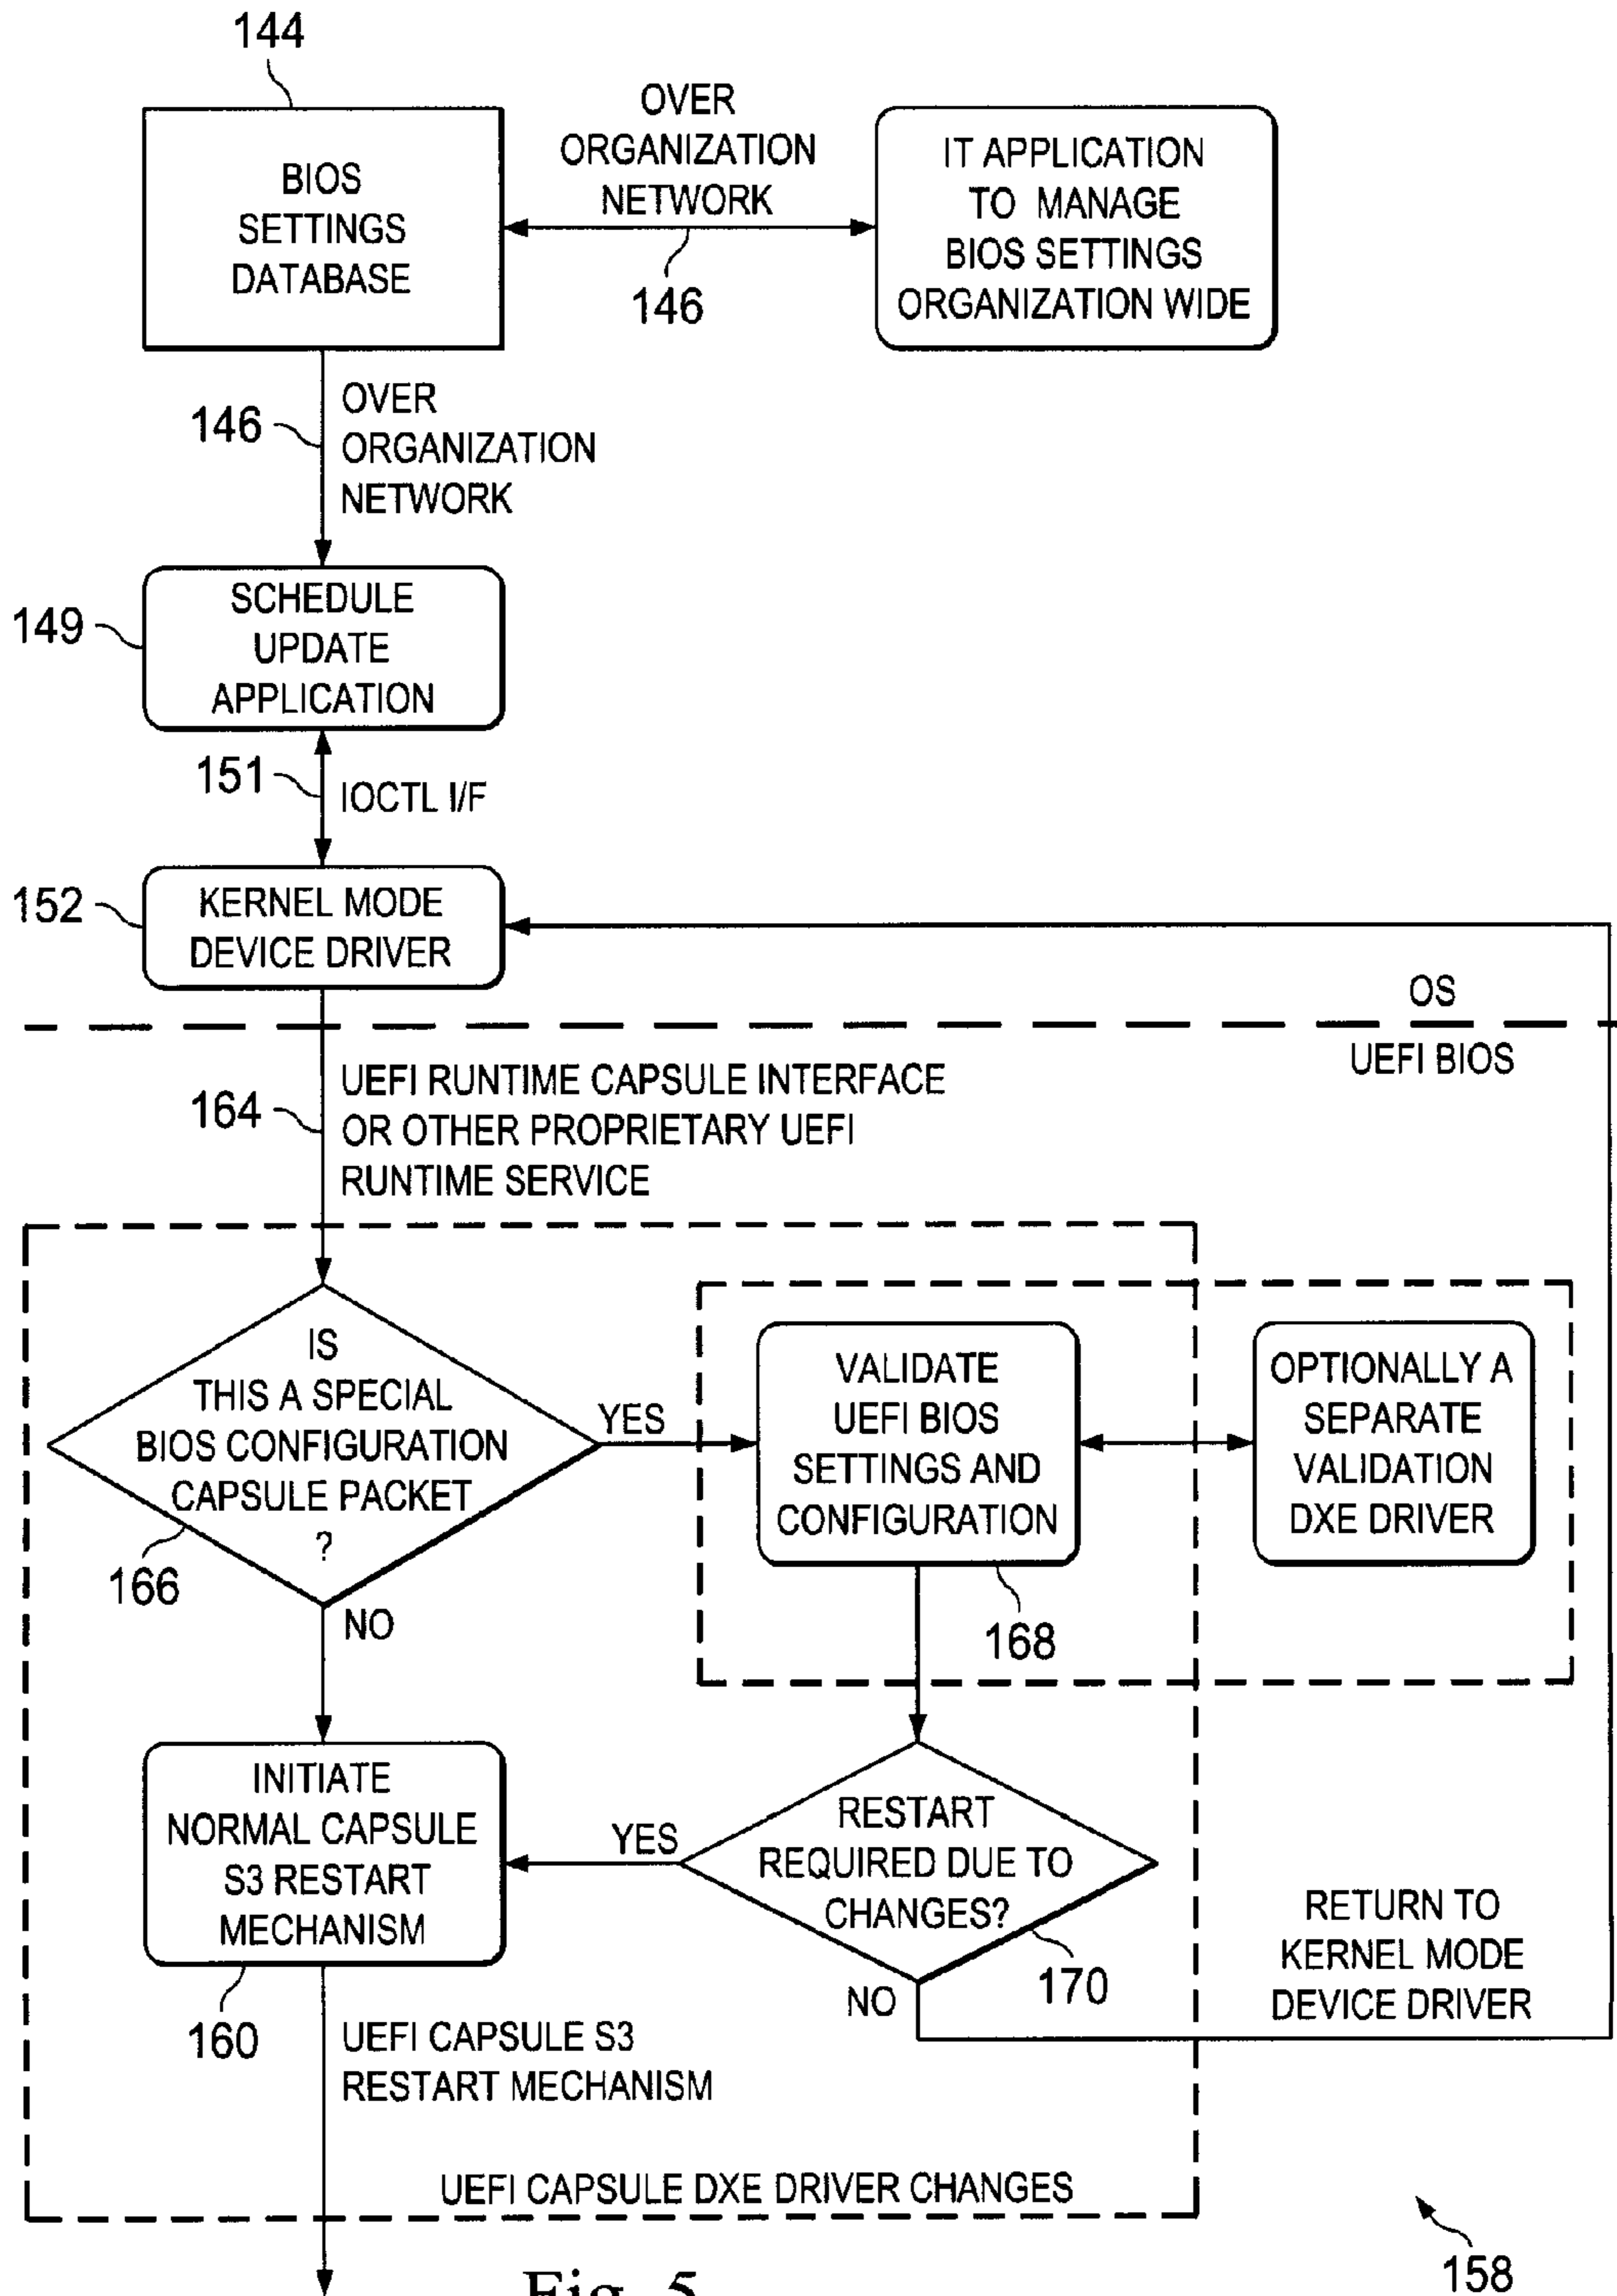 144
BIOS
SETTINGS
DATABASE
OVER
ORGANIZATION
NETWORK
146
IT APPLICATION
TO MANAGE
BIOS SETTINGS
ORGANIZATION WIDE
146
OVER
ORGANIZATION
NETWORK
149
SCHEDULE
UPDATE
APPLICATION
151
IOCTL I/F
152
KERNEL MODE
DEVICE DRIVER
OS
UEFI BIOS
164
UEFI RUNTIME CAPSULE INTERFACE
OR OTHER PROPRIETARY UEFI
RUNTIME SERVICE
IS
THIS A SPECIAL
BIOS CONFIGURATION
CAPSULE PACKET
?
166
YES
NO
VALIDATE
UEFI BIOS
SETTINGS AND
CONFIGURATION
168
OPTIONALLY A
SEPARATE
VALIDATION
DXE DRIVER
INITIATE
NORMAL CAPSULE
S3 RESTART
MECHANISM
160
YES
RESTART
REQUIRED DUE TO
CHANGES?
170
NO
RETURN TO
KERNEL MODE
DEVICE DRIVER
UEFI CAPSULE S3
RESTART MECHANISM
UEFI CAPSULE DXE DRIVER CHANGES
158
Fig. 5